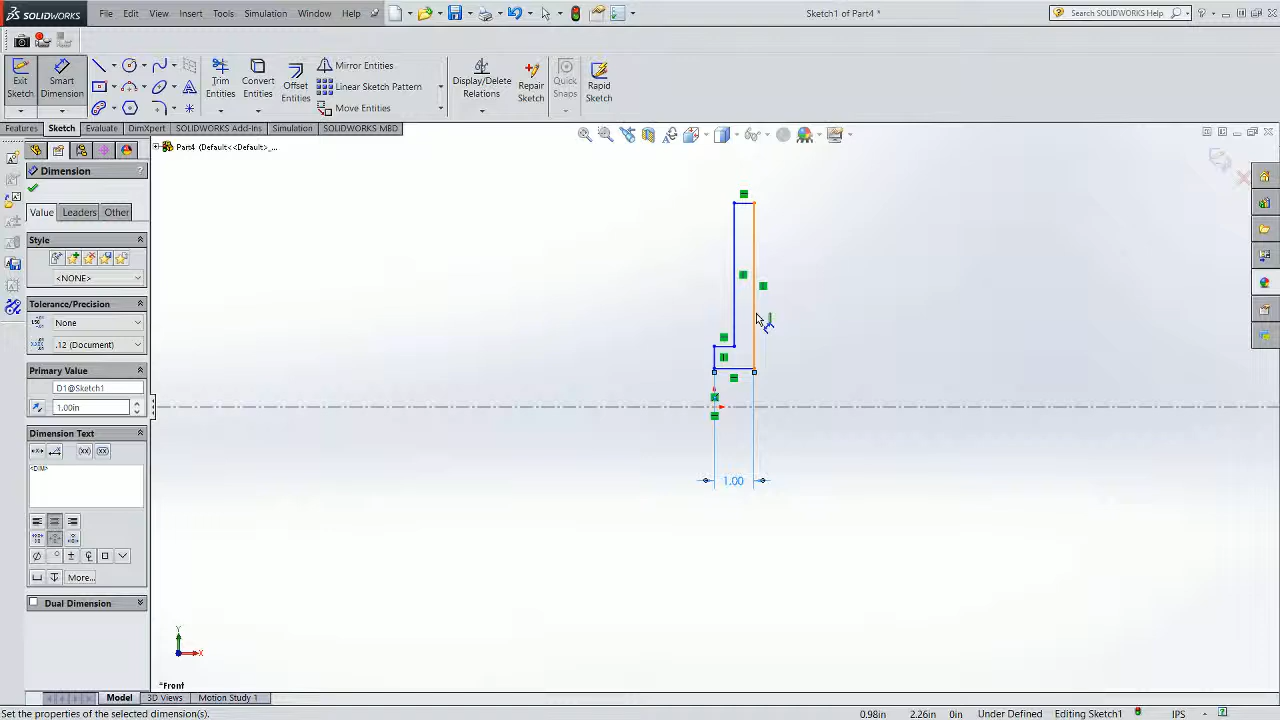 SOLIDWORKS File Edit View Insert Tools Simulation Window Help Sketch1 of Part4 * Search SOLIDWORKS Help
Exit Sketch
Smart Dimension
Trim Entities
Convert Entities
Offset Entities
Mirror Entities
Linear Sketch Pattern
Move Entities
Display/Delete Relations
Repair Sketch
Quick Snaps
Rapid Sketch
Features Sketch Evaluate DimXpert SOLIDWORKS Add-Ins Simulation SOLIDWORKS MBD
Part4 (Default<<Default>_...
Dimension ?
Value Leaders Other
Style
<NONE>
Tolerance/Precision
None
.12 (Document)
Primary Value
D1@Sketch1
1.00in
Dimension Text
(xx) (xx)
<DIM>
More...
Dual Dimension
1.00
Y
X
*Front
Model 3D Views Motion Study 1
Set the properties of the selected dimension(s). 0.98in 2.26in 0in Under Defined Editing Sketch1 IPS